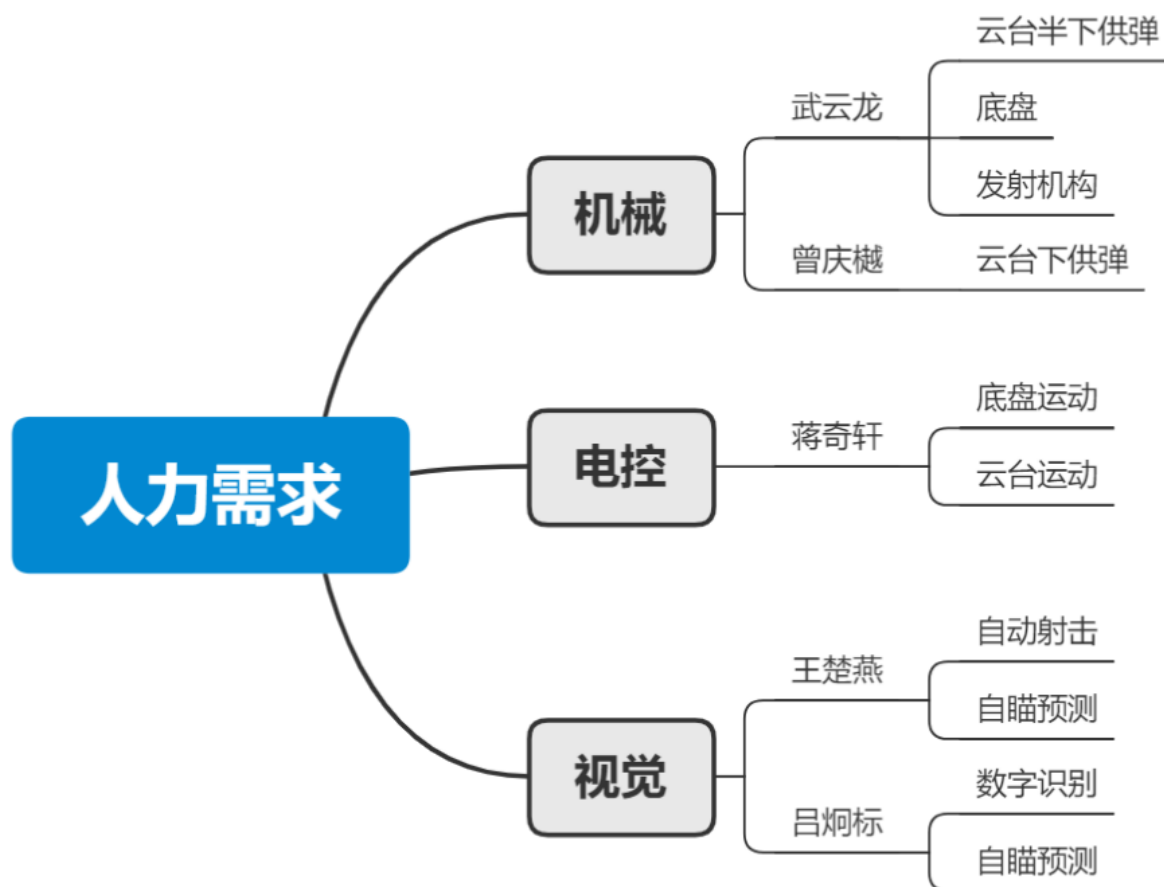 人力需求
机械
武云龙
云台半下供弹
底盘
发射机构
曾庆樾
云台下供弹
电控
蒋奇轩
底盘运动
云台运动
视觉
王楚燕
自动射击
自瞄预测
吕炯标
数字识别
自瞄预测